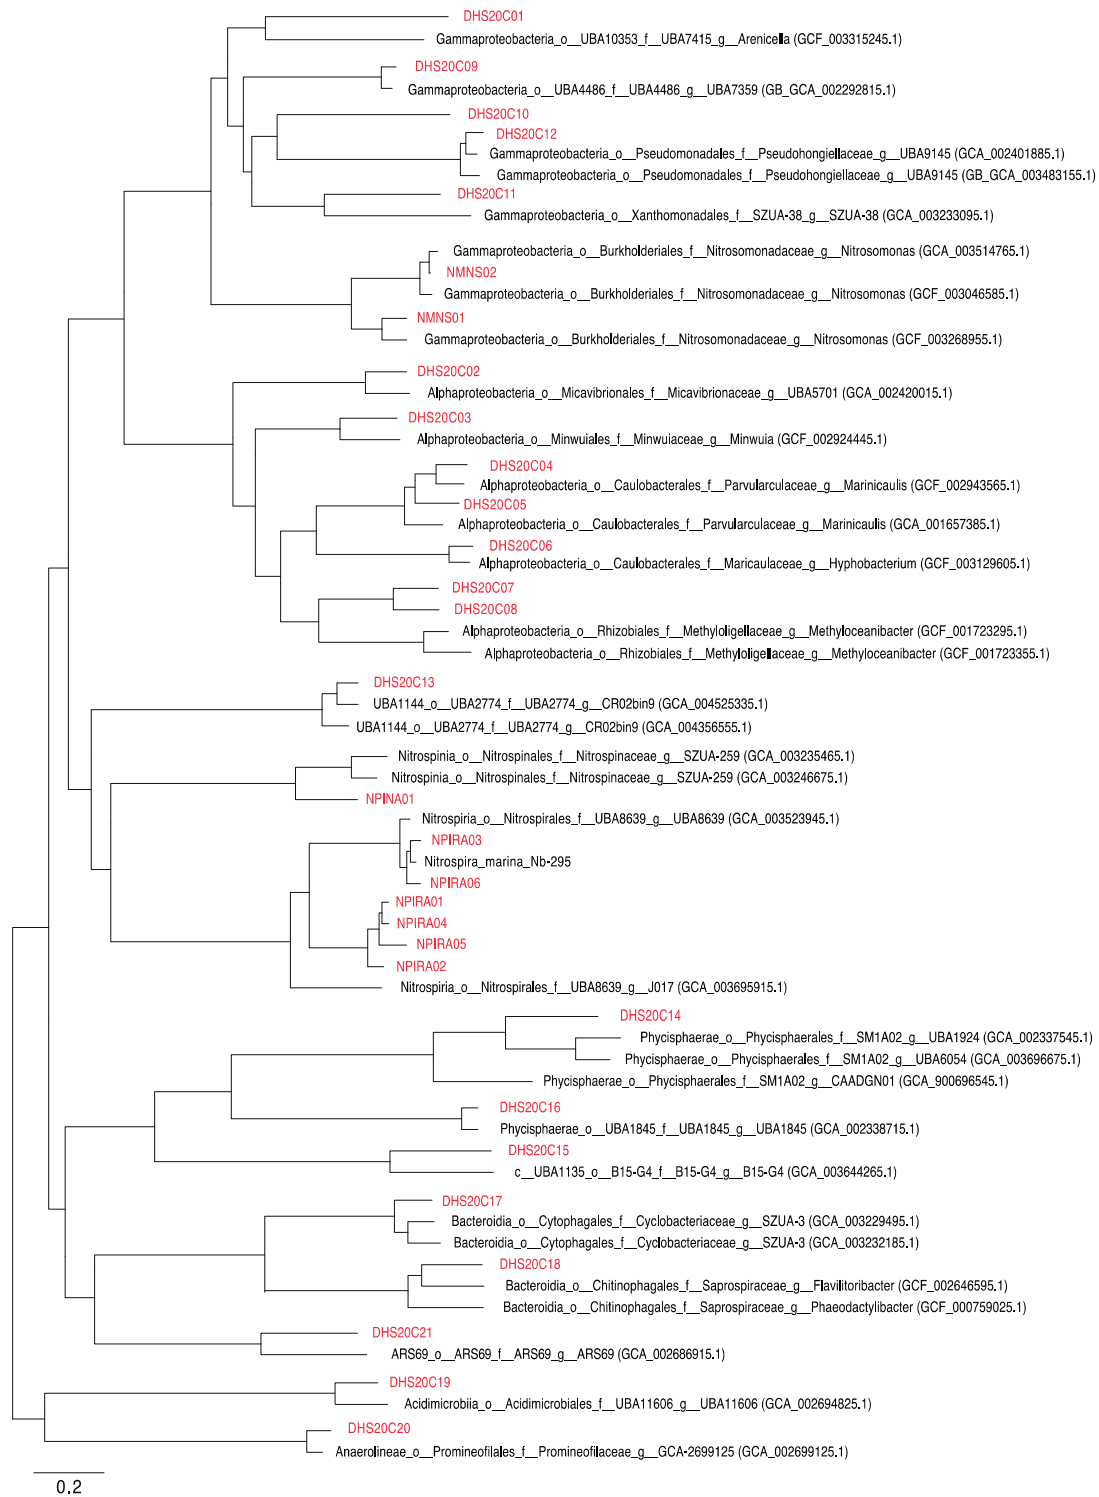 DHS20C01
Gammaproteobacteria_o__UBA10353_f__UBA7415_g__Arenicella (GCF_003315245.1)
DHS20C09
Gammaproteobacteria_o__UBA4486_f__UBA4486_g__UBA7359 (GB_GCA_002292815.1)
DHS20C10
DHS20C12
Gammaproteobacteria_o__Pseudomonadales_f__Pseudohongiellaceae_g__UBA9145 (GCA_002401885.1)
Gammaproteobacteria_o__Pseudomonadales_f__Pseudohongiellaceae_g__UBA9145 (GB_GCA_003483155.1)
DHS20C11
Gammaproteobacteria_o__Xanthomonadales_f__SZUA-38_g__SZUA-38 (GCA_003233095.1)
Gammaproteobacteria_o__Burkholderiales_f__Nitrosomonadaceae_g__Nitrosomonas (GCA_003514765.1)
NMNS02
Gammaproteobacteria_o__Burkholderiales_f__Nitrosomonadaceae_g__Nitrosomonas (GCF_003046585.1)
NMNS01
Gammaproteobacteria_o__Burkholderiales_f__Nitrosomonadaceae_g__Nitrosomonas (GCF_003268955.1)
DHS20C02
Alphaproteobacteria_o__Micavibrionales_f__Micavibrionaceae_g__UBA5701 (GCA_002420015.1)
DHS20C03
Alphaproteobacteria_o__Minwuiales_f__Minwuiaceae_g__Minwuia (GCF_002924445.1)
DHS20C04
Alphaproteobacteria_o__Caulobacterales_f__Parvularculaceae_g__Marinicaulis (GCF_002943565.1)
DHS20C05
Alphaproteobacteria_o__Caulobacterales_f__Parvularculaceae_g__Marinicaulis (GCA_001657385.1)
DHS20C06
Alphaproteobacteria_o__Caulobacterales_f__Maricaulaceae_g__Hyphobacterium (GCF_003129605.1)
DHS20C07
DHS20C08
Alphaproteobacteria_o__Rhizobiales_f__Methyloligellaceae_g__Methyloceanibacter (GCF_001723295.1)
Alphaproteobacteria_o__Rhizobiales_f__Methyloligellaceae_g__Methyloceanibacter (GCF_001723355.1)
DHS20C13
UBA1144_o__UBA2774_f__UBA2774_g__CR02bin9 (GCA_004525335.1)
UBA1144_o__UBA2774_f__UBA2774_g__CR02bin9 (GCA_004356555.1)
Nitrospinia_o__Nitrospinales_f__Nitrospinaceae_g__SZUA-259 (GCA_003235465.1)
Nitrospinia_o__Nitrospinales_f__Nitrospinaceae_g__SZUA-259 (GCA_003246675.1)
NPINA01
Nitrospiria_o__Nitrospirales_f__UBA8639_g__UBA8639 (GCA_003523945.1)
NPIRA03
Nitrospira_marina_Nb-295
NPIRA06
NPIRA01
NPIRA04
NPIRA05
NPIRA02
Nitrospiria_o__Nitrospirales_f__UBA8639_g__J017 (GCA_003695915.1)
DHS20C14
Phycisphaerae_o__Phycisphaerales_f__SM1A02_g__UBA1924 (GCA_002337545.1)
Phycisphaerae_o__Phycisphaerales_f__SM1A02_g__UBA6054 (GCA_003696675.1)
Phycisphaerae_o__Phycisphaerales_f__SM1A02_g__CAADGN01 (GCA_900696545.1)
DHS20C16
Phycisphaerae_o__UBA1845_f__UBA1845_g__UBA1845 (GCA_002338715.1)
DHS20C15
c__UBA1135_o__B15-G4_f__B15-G4_g__B15-G4 (GCA_003644265.1)
DHS20C17
Bacteroidia_o__Cytophagales_f__Cyclobacteriaceae_g__SZUA-3 (GCA_003229495.1)
Bacteroidia_o__Cytophagales_f__Cyclobacteriaceae_g__SZUA-3 (GCA_003232185.1)
DHS20C18
Bacteroidia_o__Chitinophagales_f__Saprospiraceae_g__Flavilitoribacter (GCF_002646595.1)
Bacteroidia_o__Chitinophagales_f__Saprospiraceae_g__Phaeodactylibacter (GCF_000759025.1)
DHS20C21
ARS69_o__ARS69_f__ARS69_g__ARS69 (GCA_002686915.1)
DHS20C19
Acidimicrobiia_o__Acidimicrobiales_f__UBA11606_g__UBA11606 (GCA_002694825.1)
DHS20C20
Anaerolineae_o__Promineofilales_f__Promineofilaceae_g__GCA-2699125 (GCA_002699125.1)
0.2